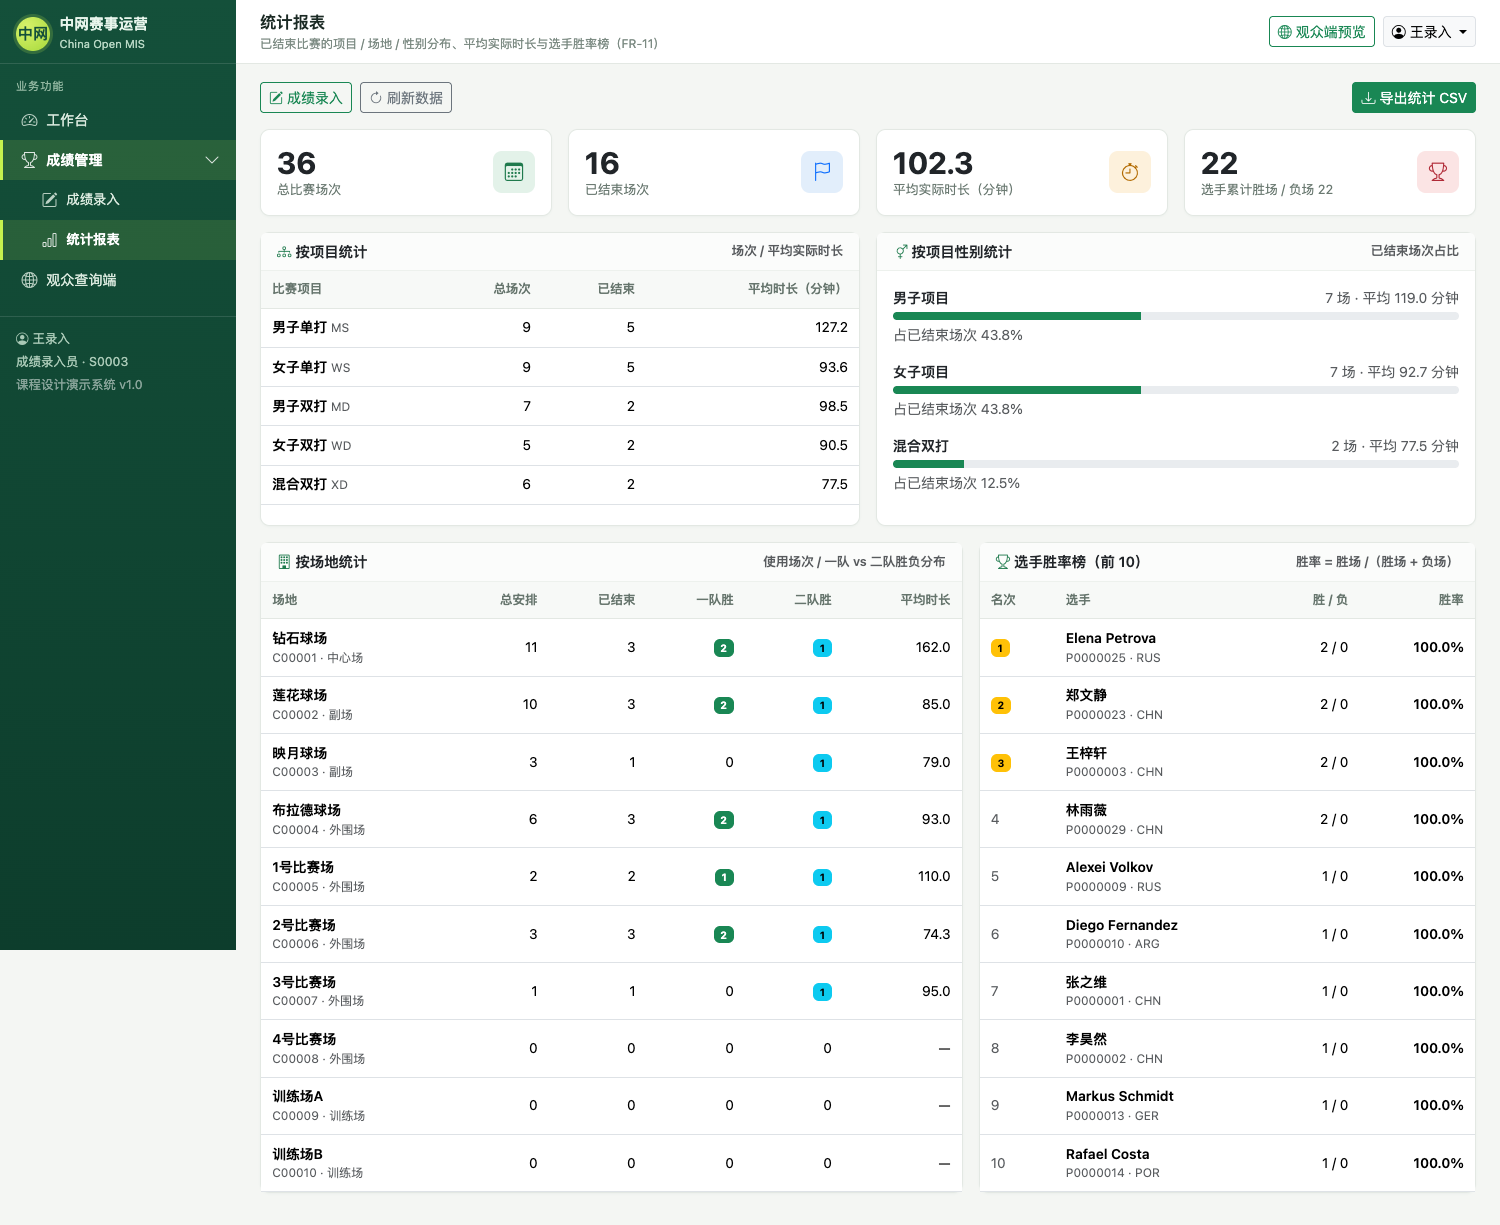 中网
中网赛事运营
China Open MIS
业务功能
工作台
成绩管理
成绩录入
统计报表
观众查询端
王录入
成绩录入员 · S0003
课程设计演示系统 v1.0
统计报表
已结束比赛的项目 / 场地 / 性别分布、平均实际时长与选手胜率榜（FR-11）
观众端预览
王录入
成绩录入
刷新数据
导出统计 CSV
36
总比赛场次
16
已结束场次
102.3
平均实际时长（分钟）
22
选手累计胜场 / 负场 22
按项目统计
场次 / 平均实际时长
比赛项目 总场次 已结束 平均时长（分钟）
男子单打 MS 9 5 127.2
女子单打 WS 9 5 93.6
男子双打 MD 7 2 98.5
女子双打 WD 5 2 90.5
混合双打 XD 6 2 77.5
按项目性别统计
已结束场次占比
男子项目 7 场 · 平均 119.0 分钟
占已结束场次 43.8%
女子项目 7 场 · 平均 92.7 分钟
占已结束场次 43.8%
混合双打 2 场 · 平均 77.5 分钟
占已结束场次 12.5%
按场地统计
使用场次 / 一队 vs 二队胜负分布
场地 总安排 已结束 一队胜 二队胜 平均时长
钻石球场 11 3 2 1 162.0
C00001 · 中心场
莲花球场 10 3 2 1 85.0
C00002 · 副场
映月球场 3 1 0 1 79.0
C00003 · 副场
布拉德球场 6 3 2 1 93.0
C00004 · 外围场
1号比赛场 2 2 1 1 110.0
C00005 · 外围场
2号比赛场 3 3 2 1 74.3
C00006 · 外围场
3号比赛场 1 1 0 1 95.0
C00007 · 外围场
4号比赛场 0 0 0 0 —
C00008 · 外围场
训练场A 0 0 0 0 —
C00009 · 训练场
训练场B 0 0 0 0 —
C00010 · 训练场
选手胜率榜（前 10）
胜率 = 胜场 /（胜场 + 负场）
名次 选手 胜 / 负 胜率
1 Elena Petrova 2 / 0 100.0%
P0000025 · RUS
2 郑文静 2 / 0 100.0%
P0000023 · CHN
3 王梓轩 2 / 0 100.0%
P0000003 · CHN
4 林雨薇 2 / 0 100.0%
P0000029 · CHN
5 Alexei Volkov 1 / 0 100.0%
P0000009 · RUS
6 Diego Fernandez 1 / 0 100.0%
P0000010 · ARG
7 张之维 1 / 0 100.0%
P0000001 · CHN
8 李昊然 1 / 0 100.0%
P0000002 · CHN
9 Markus Schmidt 1 / 0 100.0%
P0000013 · GER
10 Rafael Costa 1 / 0 100.0%
P0000014 · POR